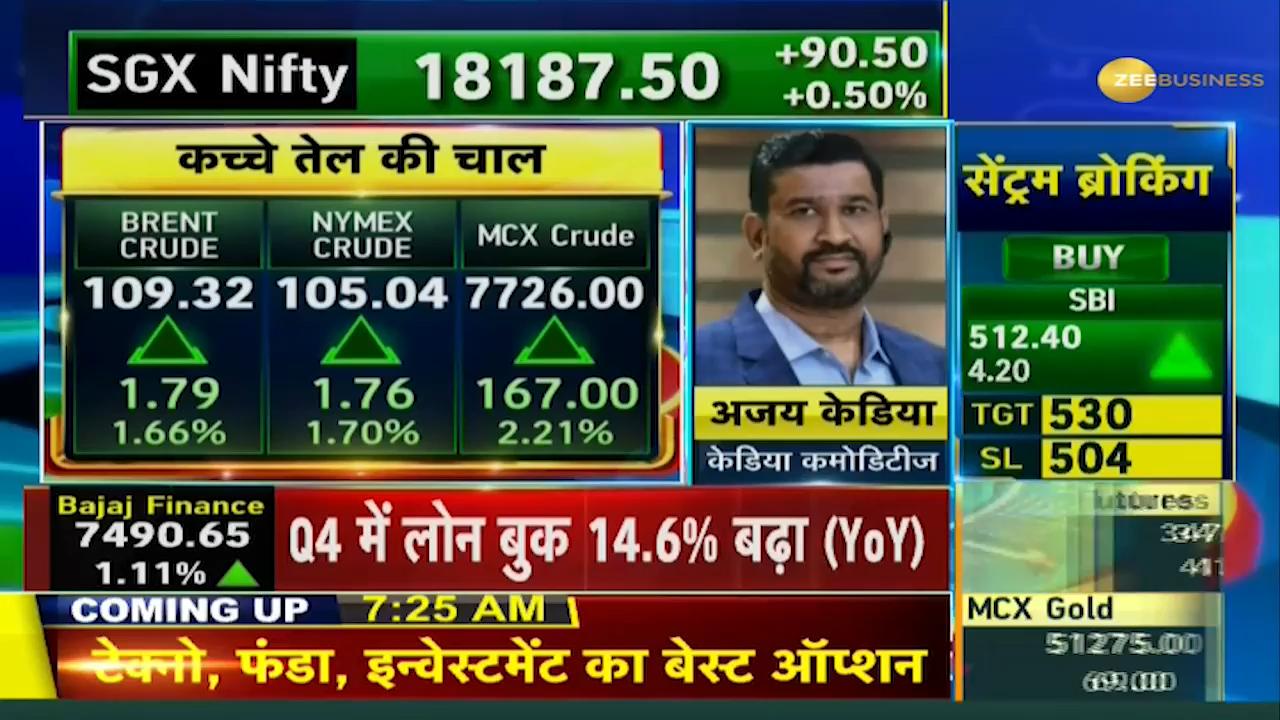 SGX Nifty
18187.50
+90.50
+0.50%
ZEEBUSINESS
कच्चे तेल की चाल
BRENT
CRUDE
109.32
1.79
1.66%
NYMEX
CRUDE
105.04
1.76
1.70%
MCX Crude
7726.00
167.00
2.21%
अजय केडिया
केडिया कमोडिटीज
सेंट्रम ब्रोकिंग
BUY
SBI
512.40
4.20
TGT 530
SL 504
Bajaj Finance
7490.65
1.11%
Q4 में लोन बुक 14.6% बढ़ा (YoY)
COMING UP 7:25 AM
टेक्नो, फंडा, इन्वेस्टमेंट का बेस्ट ऑप्शन
MCX Gold
51275.00